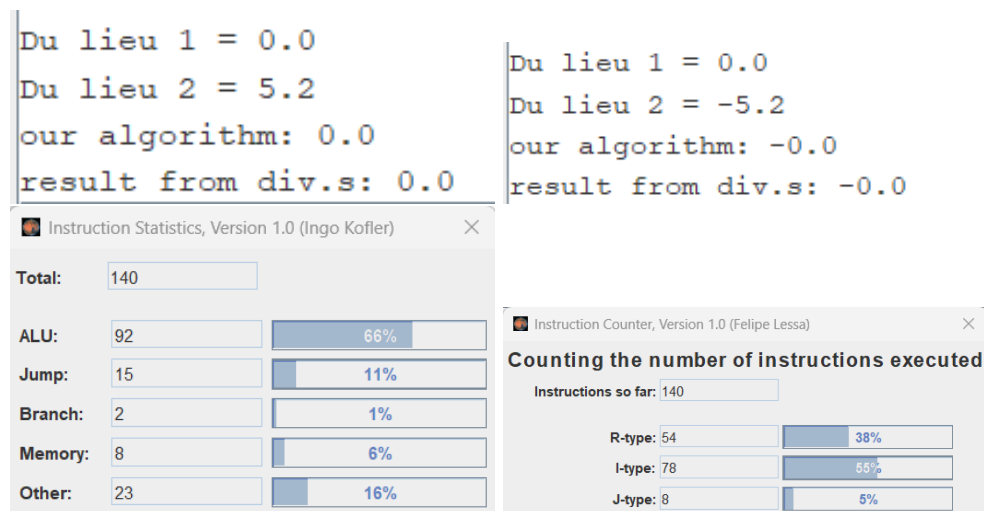 Du lieu 1 = 0.0
Du lieu 2 = 5.2
our algorithm: 0.0
result from div.s: 0.0
Du lieu 1 = 0.0
Du lieu 2 = -5.2
our algorithm: -0.0
result from div.s: -0.0
Instruction Statistics, Version 1.0 (Ingo Kofler)
Total: 140
ALU: 92 66%
Jump: 15 11%
Branch: 2 1%
Memory: 8 6%
Other: 23 16%
Instruction Counter, Version 1.0 (Felipe Lessa)
Counting the number of instructions executed
Instructions so far: 140
R-type: 54 38%
I-type: 78 55%
J-type: 8 5%